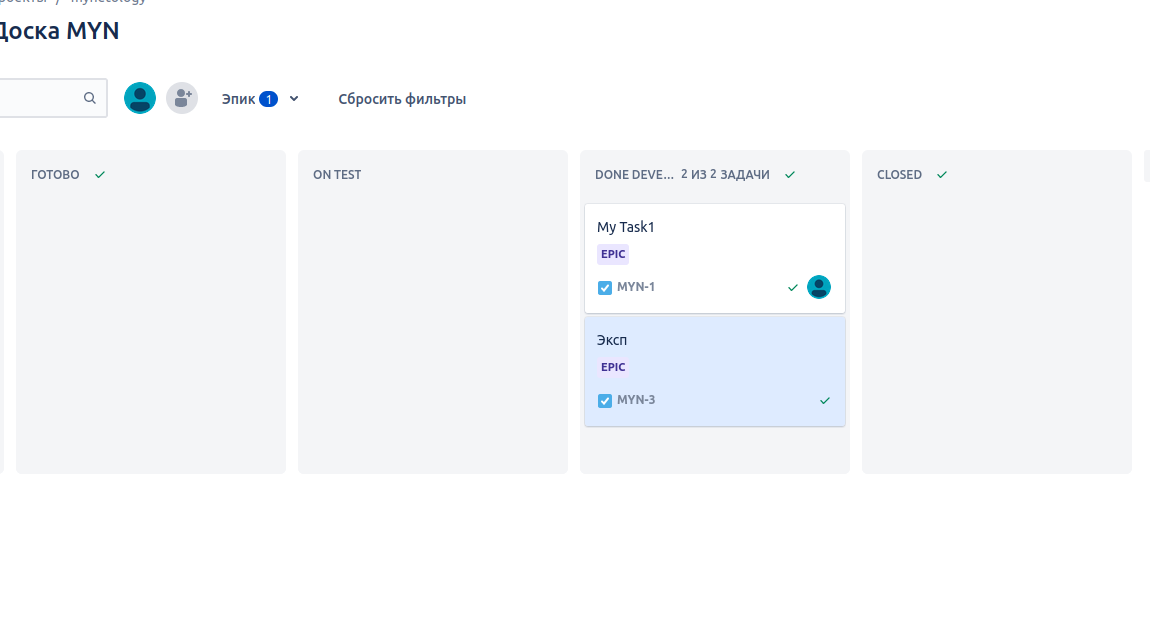 mynetology
Доска MYN
Эпик 1 Сбросить фильтры
ГОТОВО
ON TEST
DONE DEVE... 2 ИЗ 2 ЗАДАЧИ
CLOSED
My Task1
EPIC
MYN-1
Эксп
EPIC
MYN-3